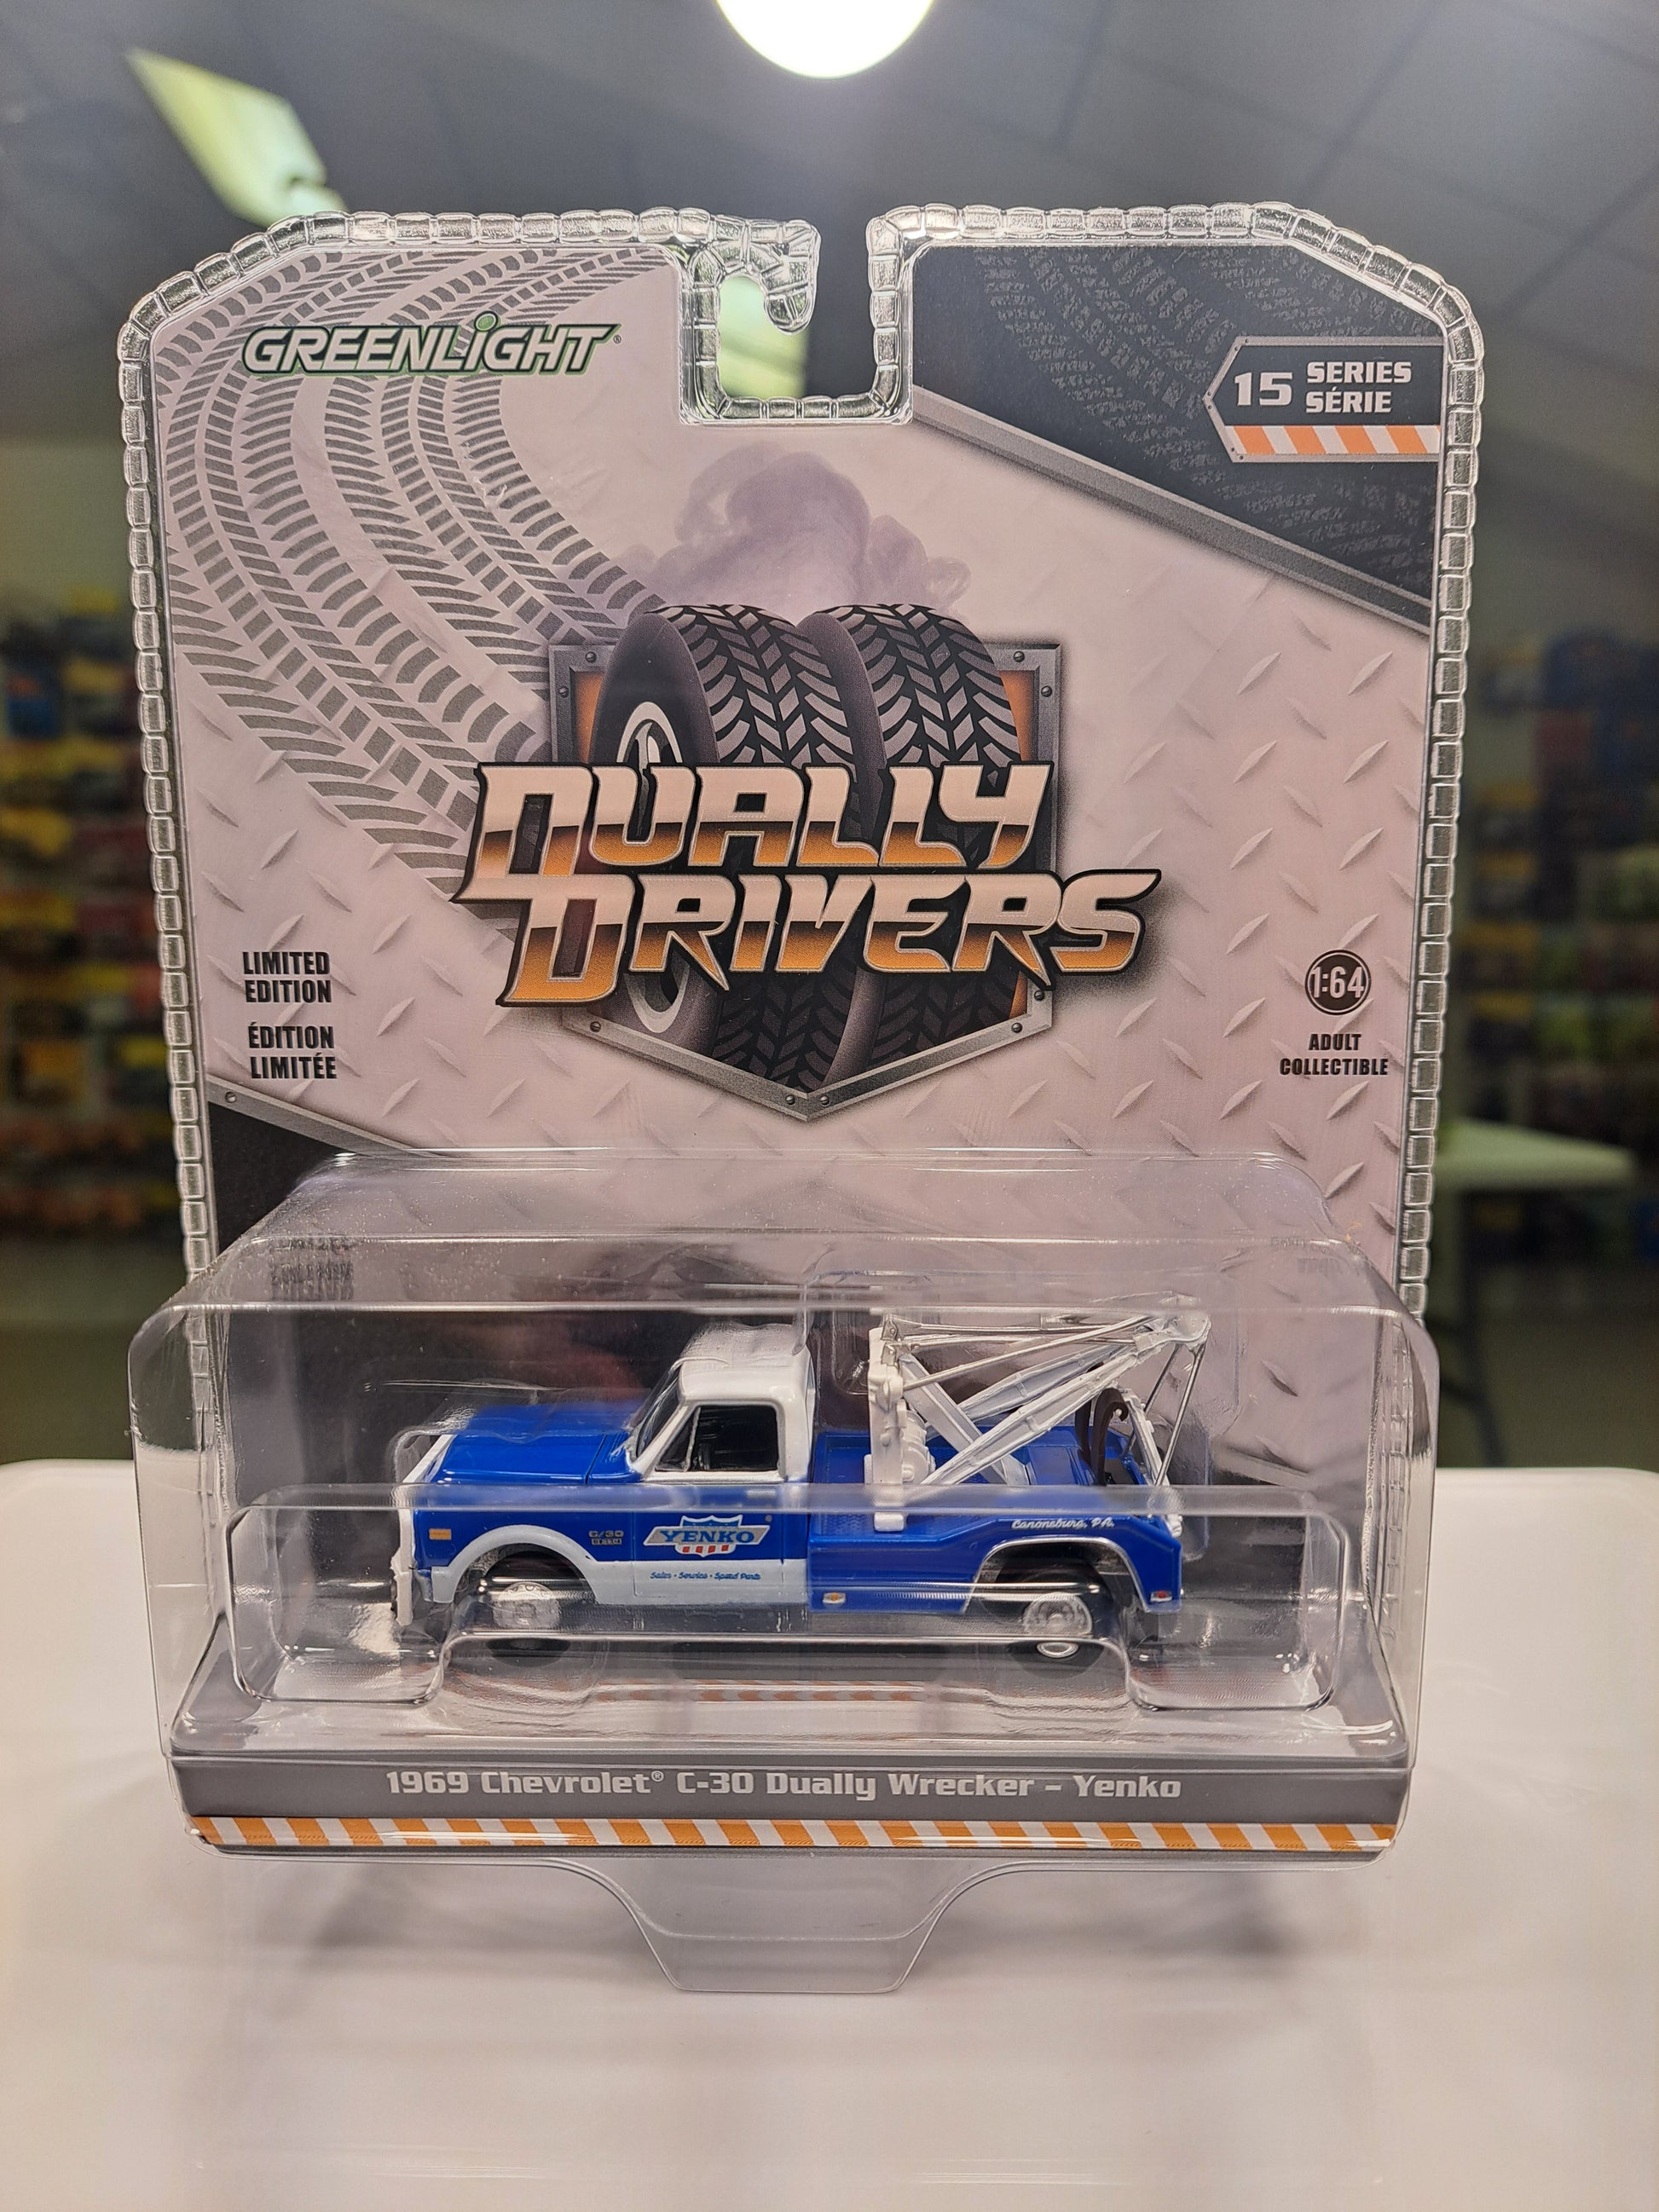 GREENLiGHT®
15 SERIES
SÉRIE
DUALLY
DRIVERS
LIMITED
EDITION
ÉDITION
LIMITÉE
1:64
ADULT
COLLECTIBLE
C/30
YENKO
Sales • Service • Speed Parts
Canonsburg, PA.
1969 Chevrolet® C-30 Dually Wrecker – Yenko